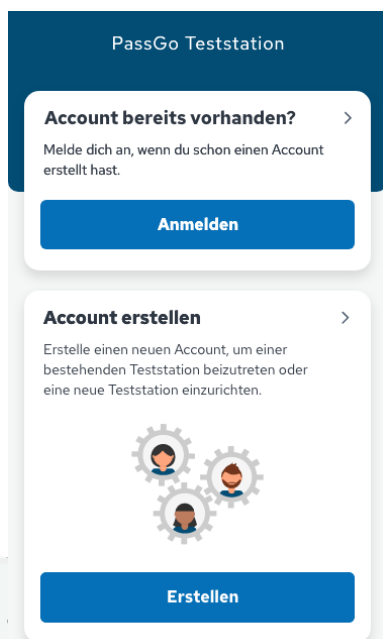 PassGo Teststation
Account bereits vorhanden?
Melde dich an, wenn du schon einen Account
erstellt hast.
Anmelden
Account erstellen
Erstelle einen neuen Account, um einer
bestehenden Teststation beizutreten oder
eine neue Teststation einzurichten.
Erstellen